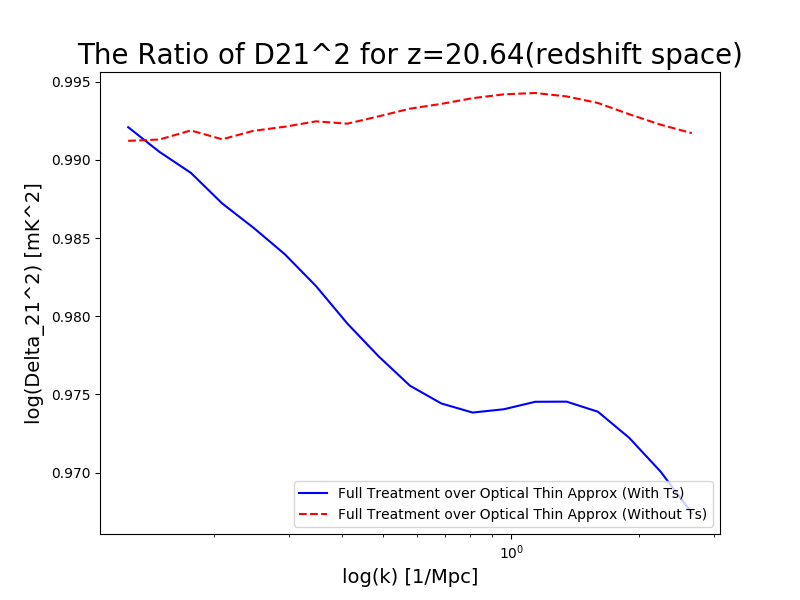 The Ratio of D21^2 for z=20.64(redshift space)
log(Delta_21^2) [mK^2]
0.995
0.990
0.985
0.980
0.975
0.970
Full Treatment over Optical Thin Approx (With Ts)
Full Treatment over Optical Thin Approx (Without Ts)
10^0
log(k) [1/Mpc]